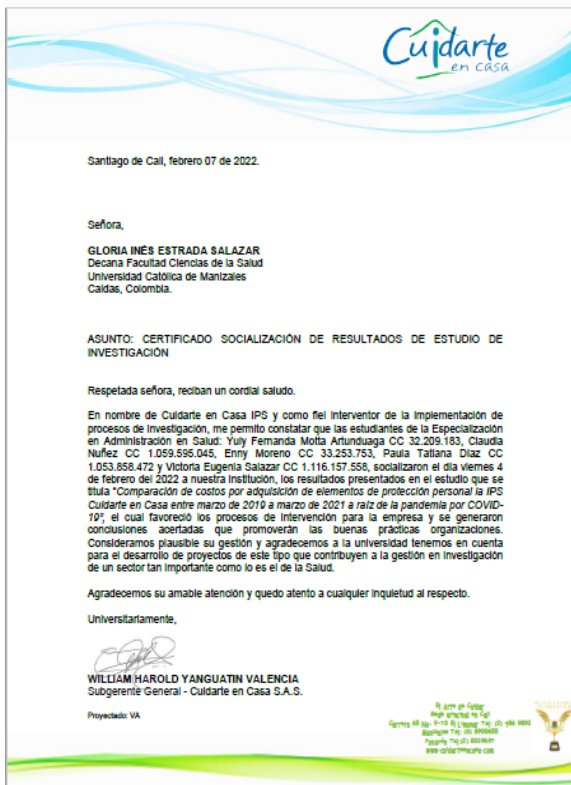 Cuidarte
en casa
Santiago de Cali, febrero 07 de 2022.
Señora,
GLORIA INÉS ESTRADA SALAZAR
Decana Facultad Ciencias de la Salud
Universidad Católica de Manizales
Caldas, Colombia.
ASUNTO: CERTIFICADO SOCIALIZACIÓN DE RESULTADOS DE ESTUDIO DE
INVESTIGACIÓN
Respetada señora, reciban un cordial saludo.
En nombre de Cuidarte en Casa IPS y como fiel interventor de la implementación de
procesos de investigación, me permito constatar que las estudiantes de la Especialización
en Administración en Salud: Yuly Fernanda Motta Artunduaga CC 32.209.183, Claudia
Nuñez CC 1.059.595.045, Enny Moreno CC 33.253.753, Paula Tatiana Díaz CC
1.053.858.472 y Victoria Eugenia Salazar CC 1.116.157.558, socializaron el día viernes 4
de febrero del 2022 a nuestra institución, los resultados presentados en el estudio que se
titula "Comparación de costos por adquisición de elementos de protección personal la IPS
Cuidarte en Casa entre marzo de 2019 a marzo de 2021 a raíz de la pandemia por COVID-
19", el cual favoreció los procesos de intervención para la empresa y se generaron
conclusiones acertadas que promoverán las buenas prácticas organizaciones.
Consideramos plausible su gestión y agradecemos a la universidad tenernos en cuenta
para el desarrollo de proyectos de este tipo que contribuyen a la gestión en investigación
de un sector tan importante como lo es el de la Salud.
Agradecemos su amable atención y quedo atento a cualquier inquietud al respecto.
Universitariamente,
WILLIAM HAROLD YANGUATIN VALENCIA
Subgerente General - Cuidarte en Casa S.A.S.
Proyectado: VA
El Arte de Cuidar